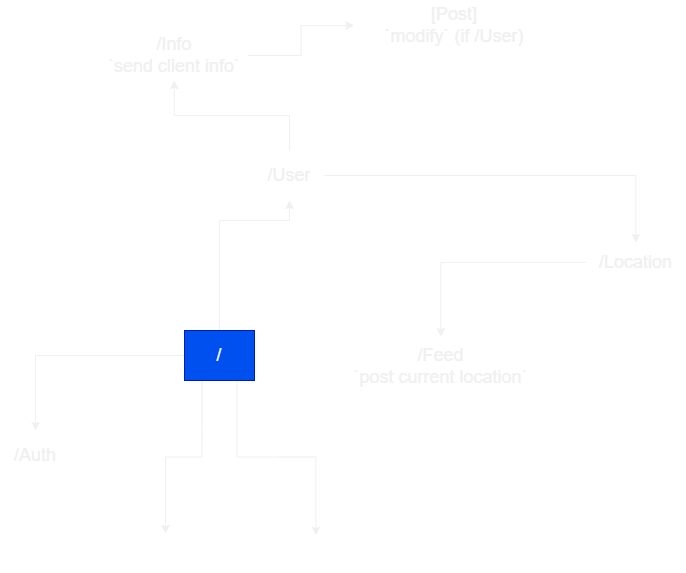 [Post]
`modify` (if /User)
/Info
`send client info`
/User
/Location
/
/Feed
`post current location`
/Auth